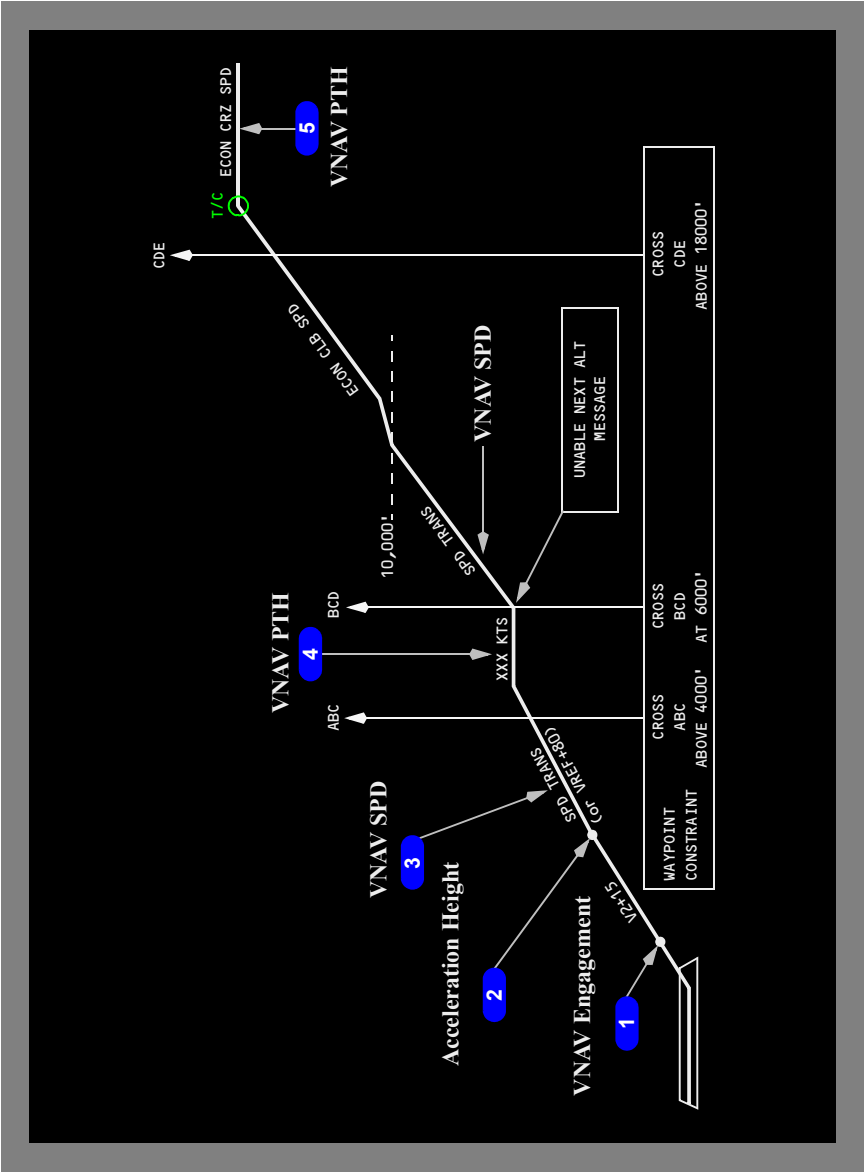 VNAV Engagement
1
V2+15
Acceleration Height
2
VNAV SPD
3
SPD TRANS
(or VREF+80)
VNAV PTH
4
XXX KTS
ABC
BCD
CDE
SPD TRANS
VNAV SPD
10,000'
UNABLE NEXT ALT
MESSAGE
ECON CLB SPD
T/C
ECON CRZ SPD
5
VNAV PTH
WAYPOINT
CONSTRAINT
CROSS
ABC
ABOVE 4000'
CROSS
BCD
AT 6000'
CROSS
CDE
ABOVE 18000'